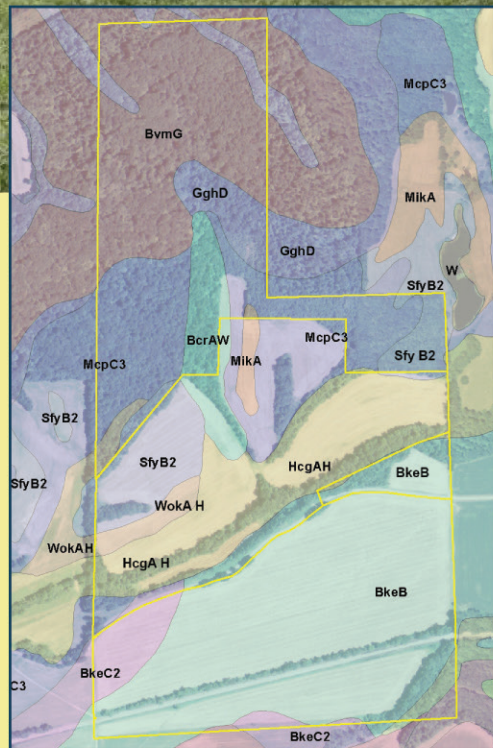 McpC3
BvmG
GghD
MikA
GghD
W
SfyB2
BcrAW
MikA
McpC3
McpC3
Sfy B2
SfyB2
SfyB2
HcgAH
BkeB
SfyB2
WokA H
WokAH
HcgA H
BkeB
BkeC2
C3
BkeC2